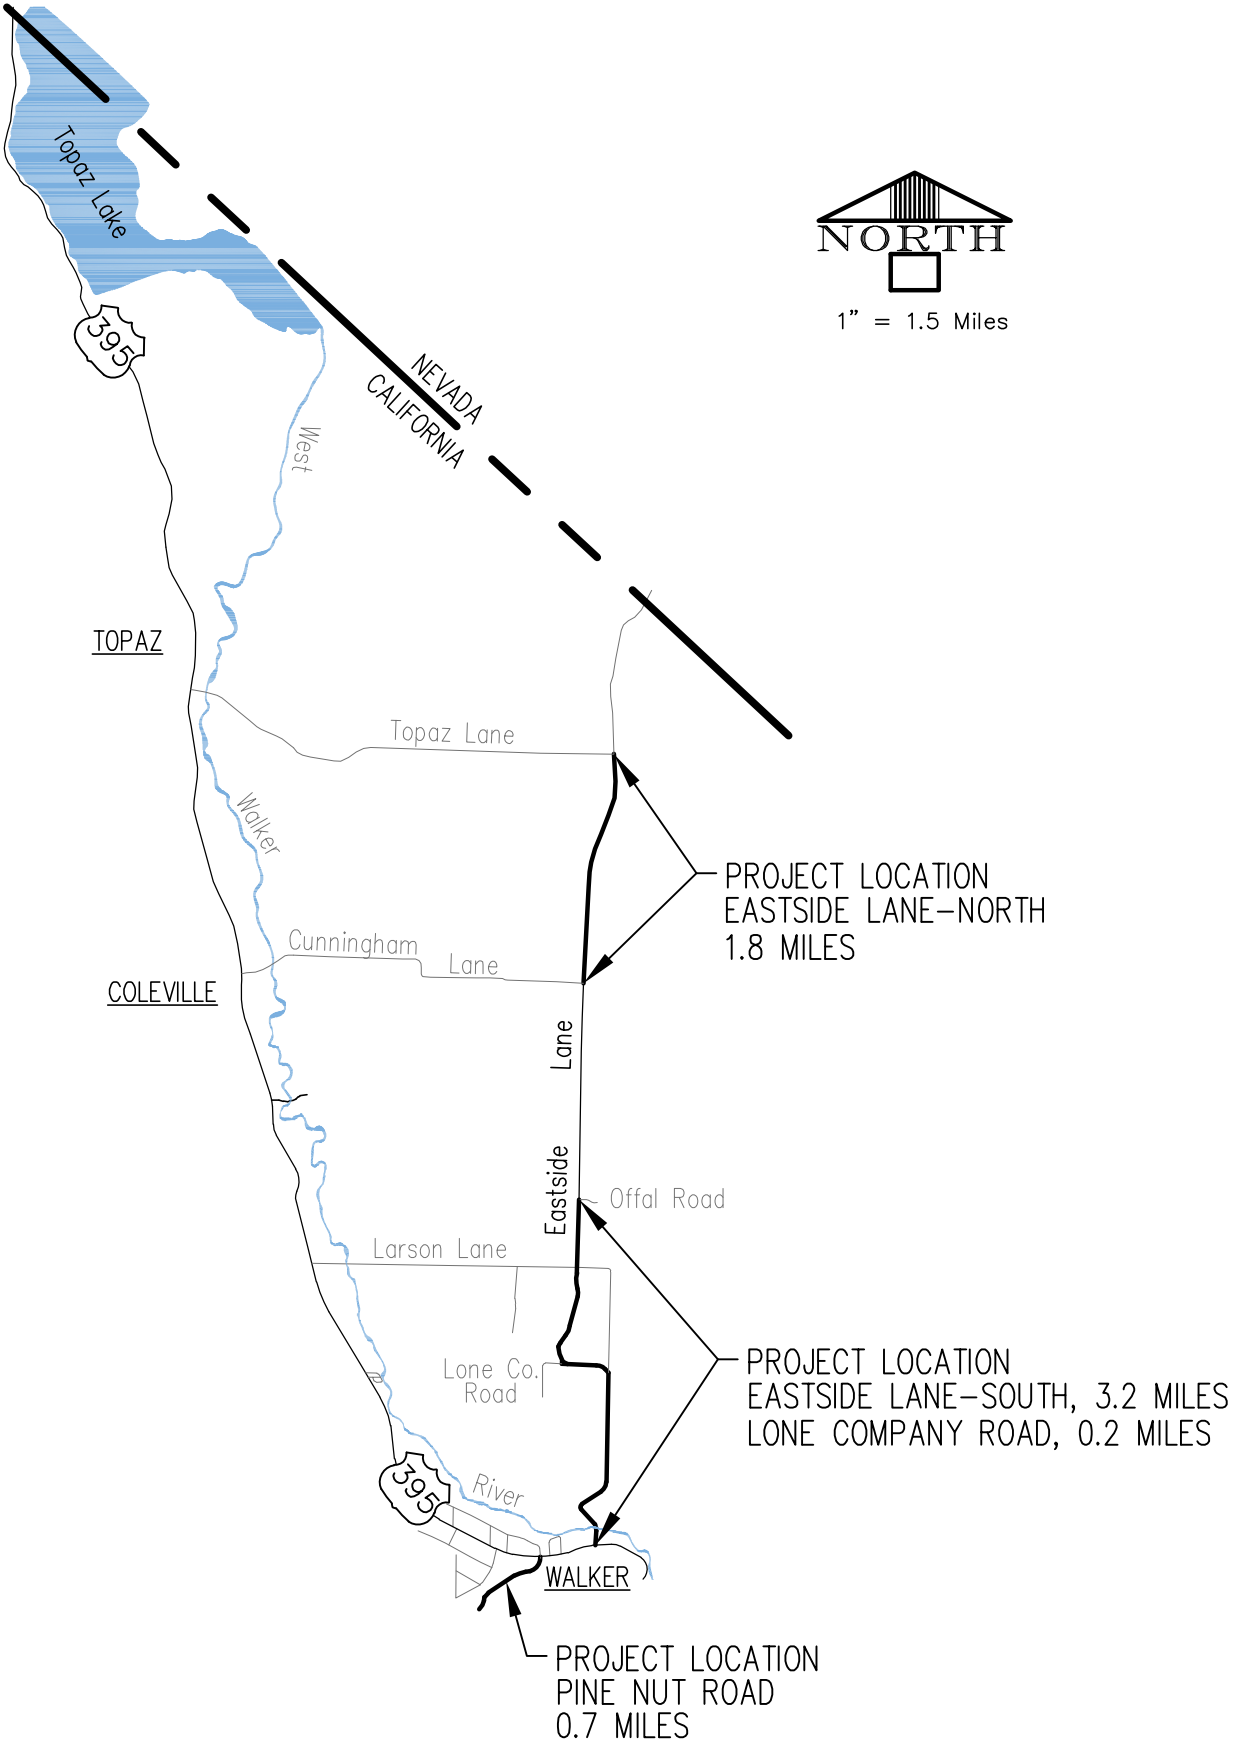 Topaz Lake
NORTH
1” = 1.5 Miles
395
NEVADA
CALIFORNIA
West
TOPAZ
Topaz Lane
Walker
PROJECT LOCATION
EASTSIDE LANE-NORTH
1.8 MILES
Cunningham
Lane
COLEVILLE
Lane
Eastside
Offal Road
Larson Lane
Lone Co.
Road
PROJECT LOCATION
EASTSIDE LANE-SOUTH, 3.2 MILES
LONE COMPANY ROAD, 0.2 MILES
395
River
WALKER
PROJECT LOCATION
PINE NUT ROAD
0.7 MILES